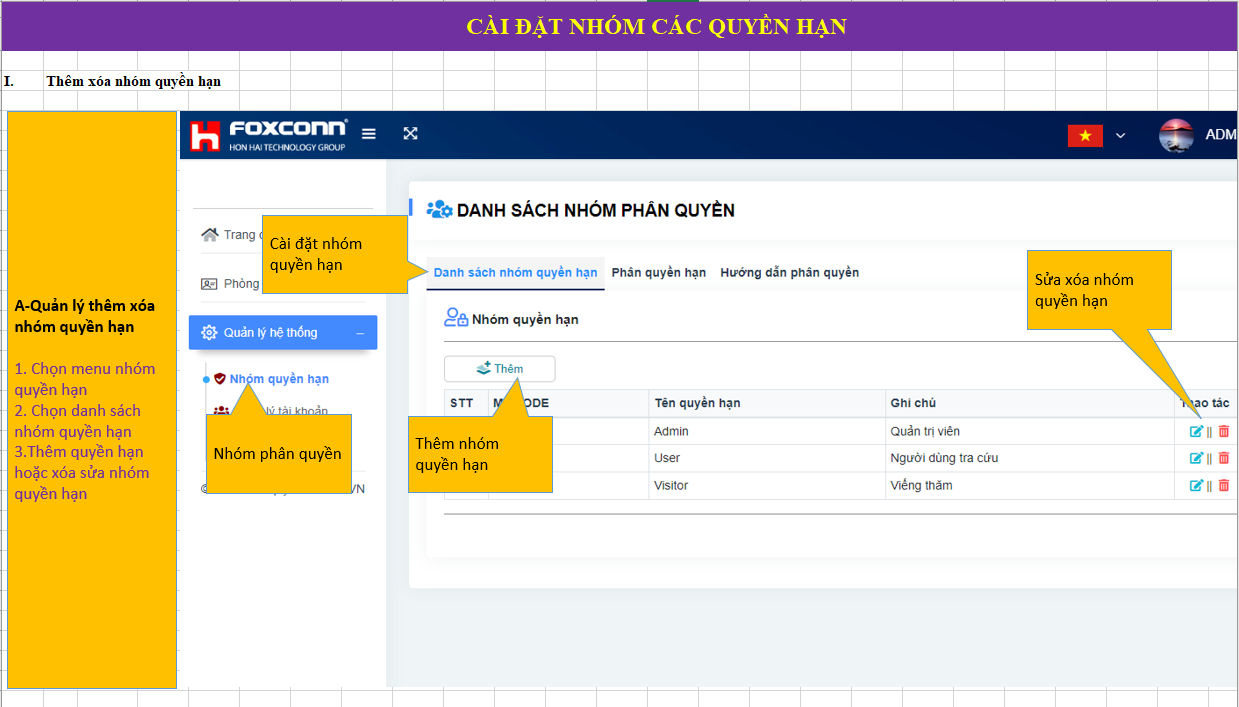 CÀI ĐẶT NHÓM CÁC QUYỀN HẠN
I. Thêm xóa nhóm quyền hạn
A-Quản lý thêm xóa
nhóm quyền hạn
1. Chọn menu nhóm
quyền hạn
2. Chọn danh sách
nhóm quyền hạn
3.Thêm quyền hạn
hoặc xóa sửa nhóm
quyền hạn
FOXCONN®
HON HAI TECHNOLOGY GROUP
ADM
Trang
Phòng
Quản lý hệ thống
Nhóm quyền hạn
lý tài khoản
VN
Cài đặt nhóm
quyền hạn
Nhóm phân quyền
DANH SÁCH NHÓM PHÂN QUYỀN
Danh sách nhóm quyền hạn Phân quyền hạn Hướng dẫn phân quyền
Sửa xóa nhóm
quyền hạn
Nhóm quyền hạn
Thêm
Thêm nhóm
quyền hạn
STT Tên quyền hạn Ghi chú tác
Admin Quản trị viên ||
User Người dùng tra cứu ||
Visitor Viếng thăm ||